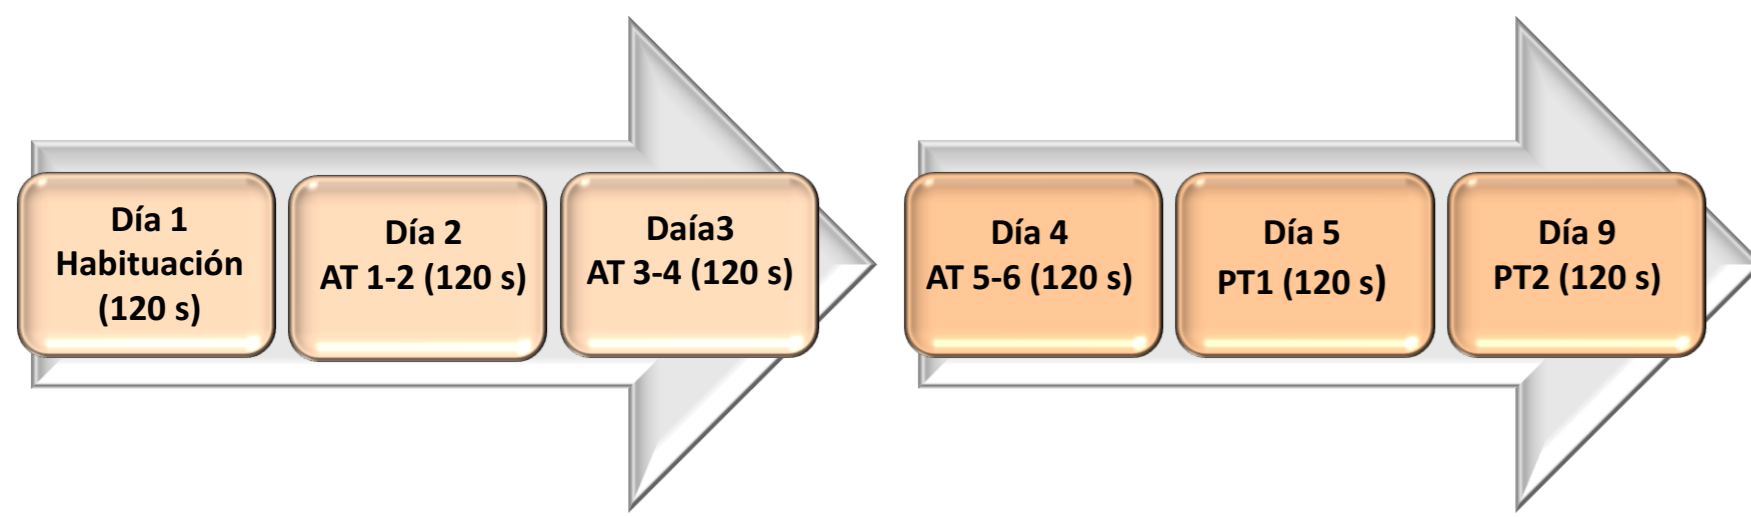 Día 1
Habituación
(120 s)
Día 2
AT 1-2 (120 s)
Daía3
AT 3-4 (120 s)
Día 4
AT 5-6 (120 s)
Día 5
PT1 (120 s)
Día 9
PT2 (120 s)